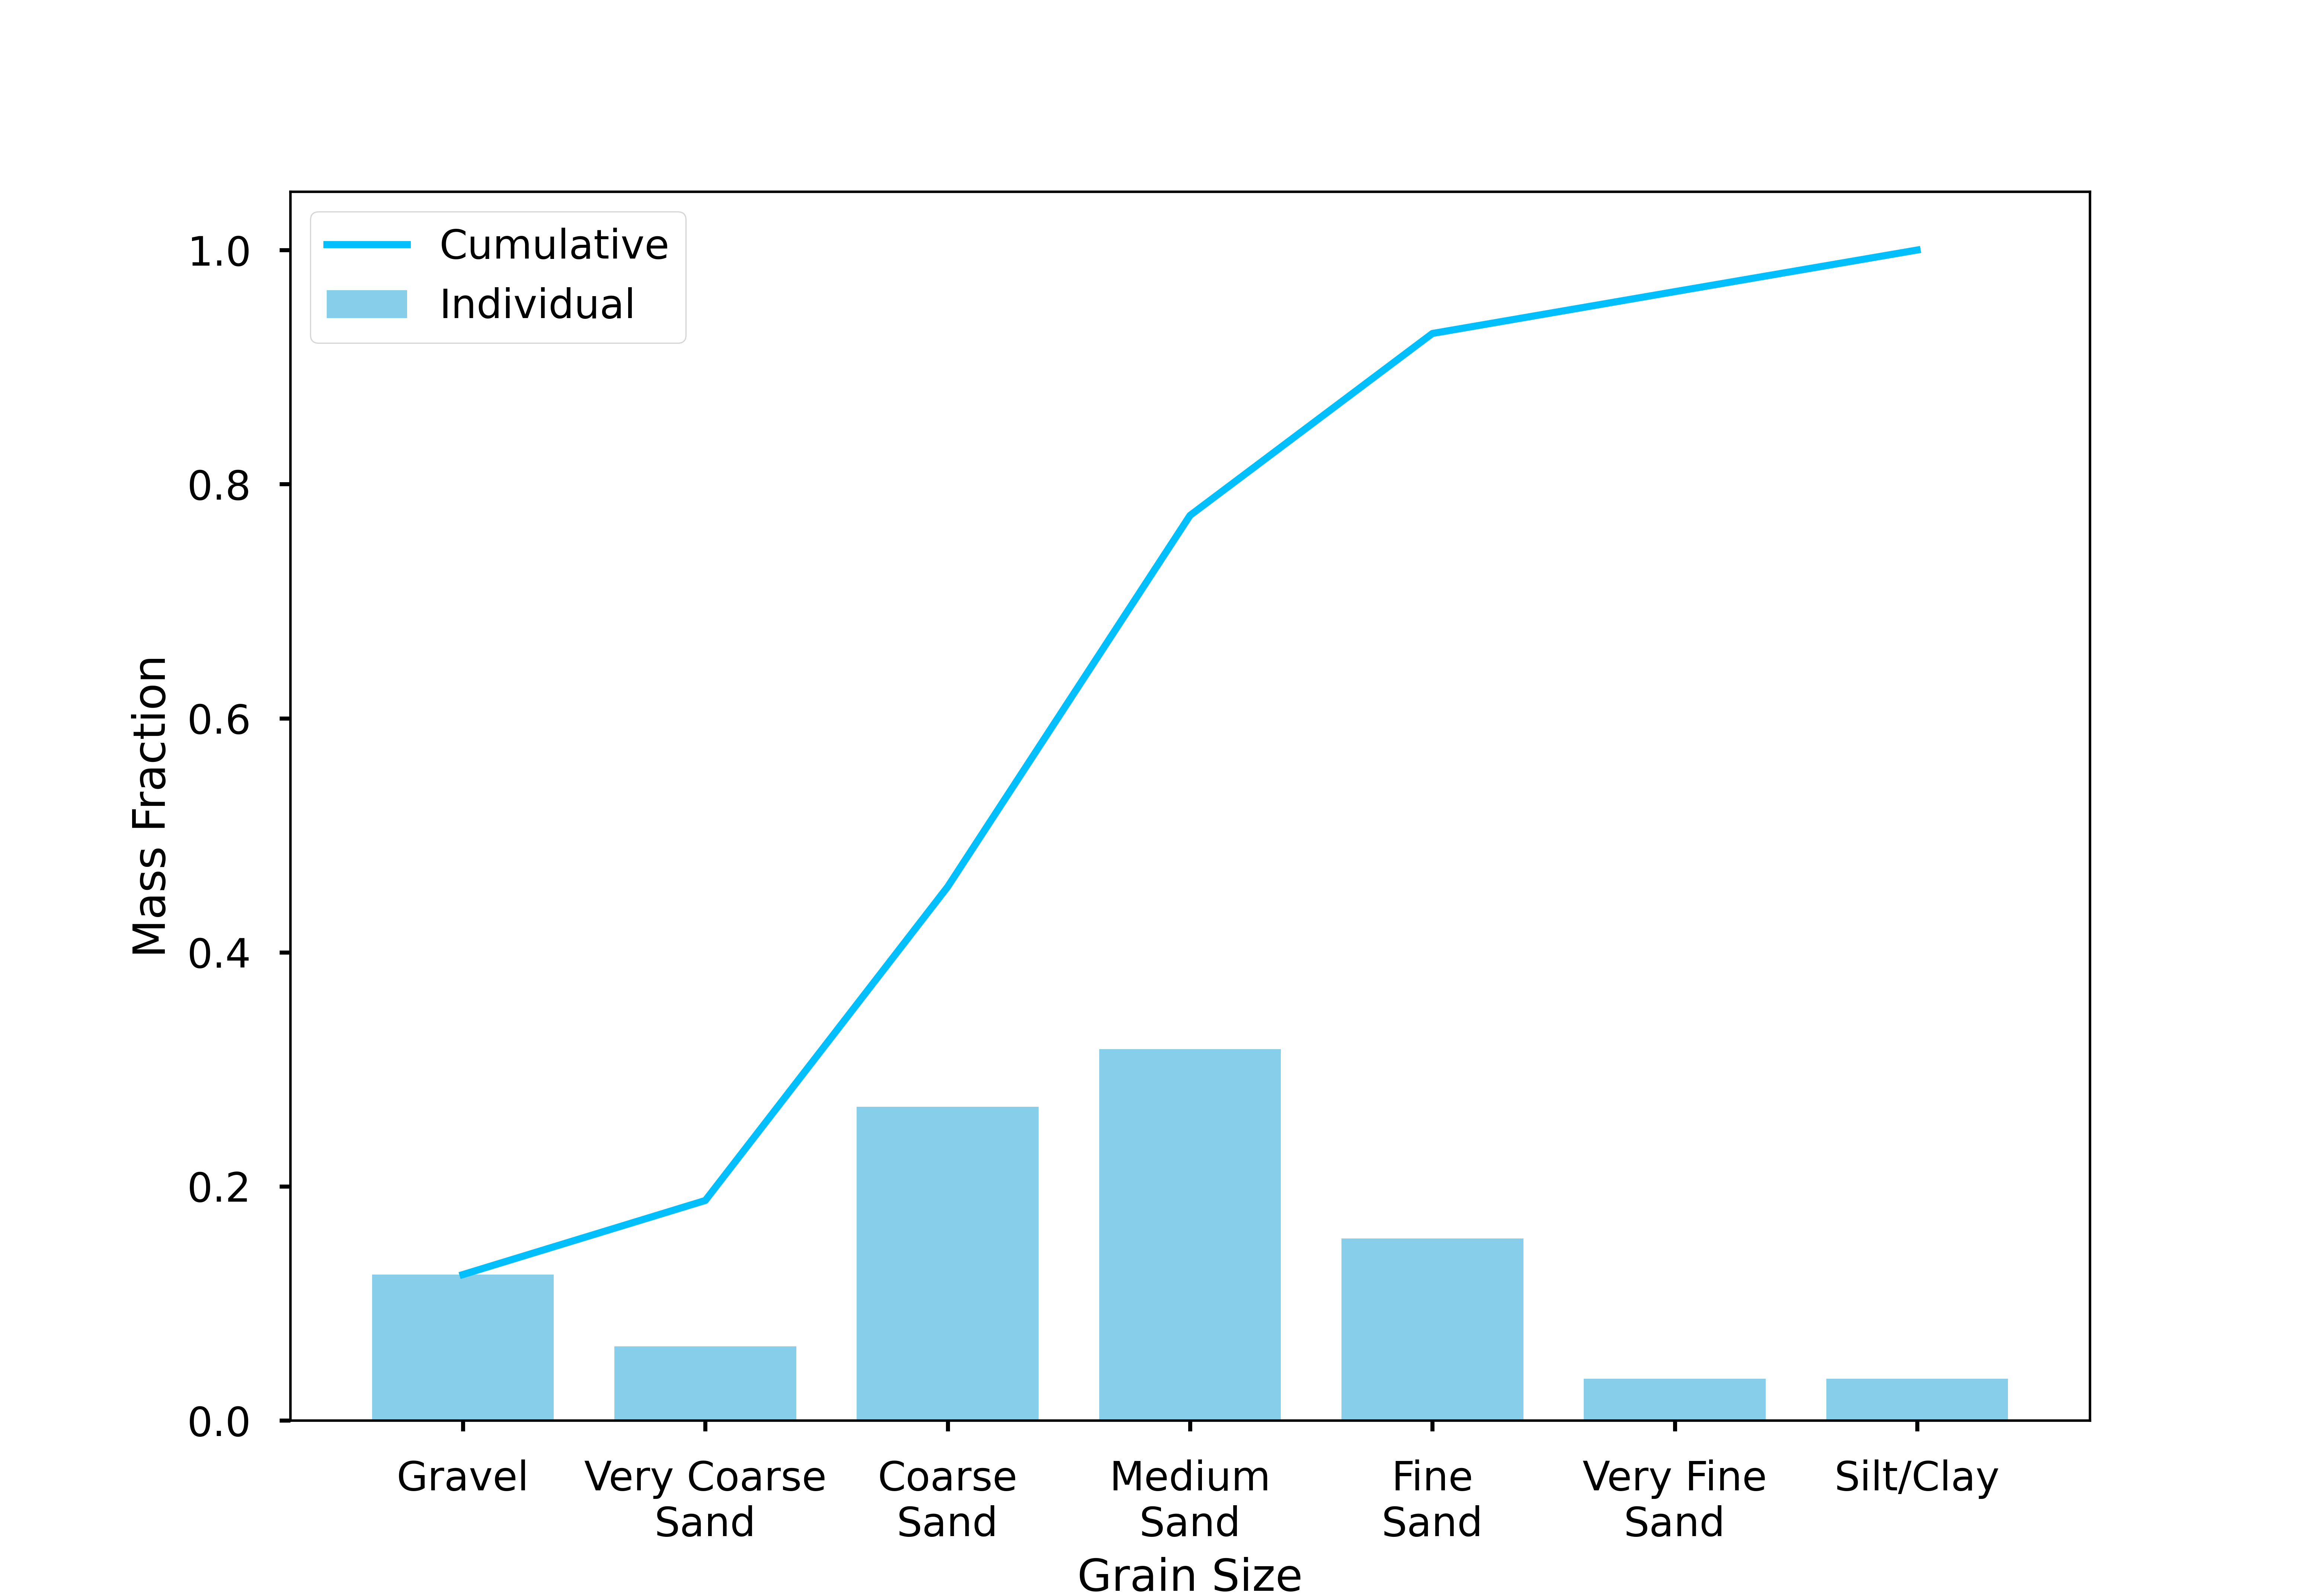 Cumulative
Individual
1.0
0.8
0.6
0.4
0.2
0.0
Mass Fraction
Gravel
Very Coarse
Sand
Coarse
Sand
Medium
Sand
Fine
Sand
Very Fine
Sand
Silt/Clay
Grain Size